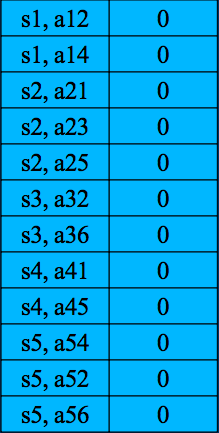 s1, a12 0
s1, a14 0
s2, a21 0
s2, a23 0
s2, a25 0
s3, a32 0
s3, a36 0
s4, a41 0
s4, a45 0
s5, a54 0
s5, a52 0
s5, a56 0